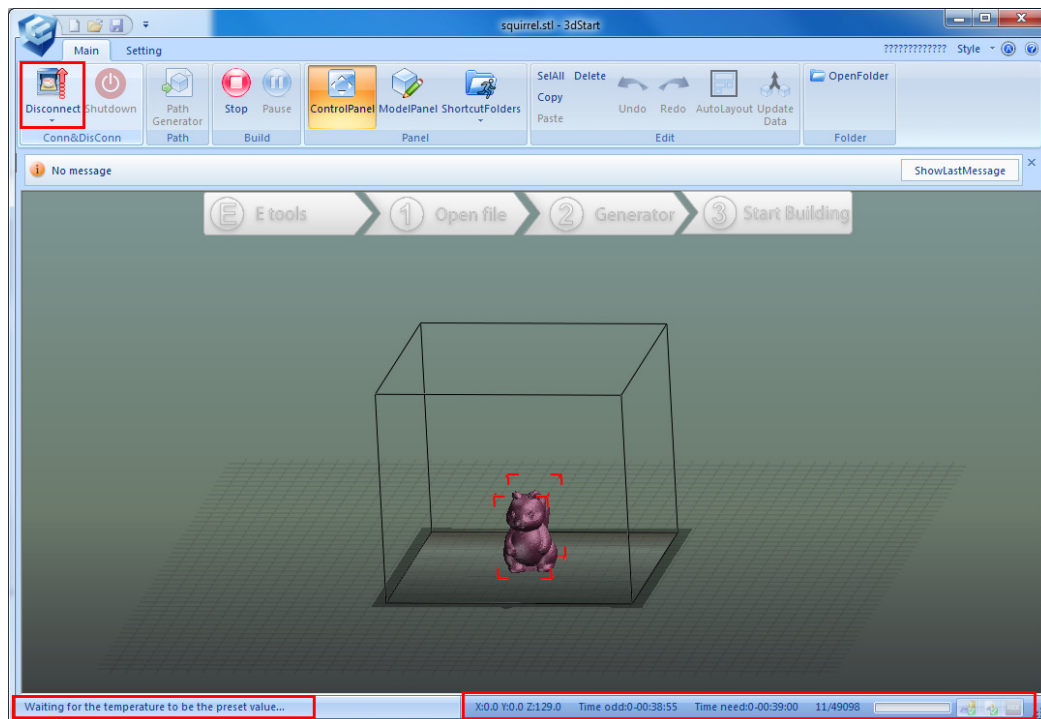 squirrel.stl - 3dStart
Main Setting ????????????? Style
Disconnect Shutdown Path Generator Stop Pause ControlPanel ModelPanel ShortcutFolders SelAll Delete Copy Paste Undo Redo AutoLayout Update Data OpenFolder
Conn&DisConn Path Build Panel Edit Folder
No message ShowLastMessage
E E tools 1 Open file 2 Generator 3 Start Building
Waiting for the temperature to be the preset value... X:0.0 Y:0.0 Z:129.0 Time odd:0-00:38:55 Time need:0-00:39:00 11/49098